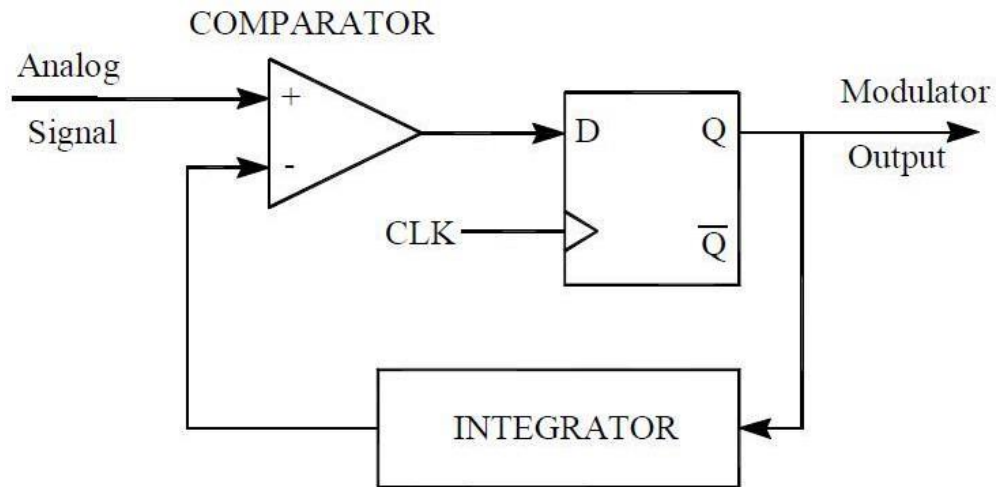 COMPARATOR
Analog
Signal
+
-
D
Q
Q̅
CLK
Modulator
Output
INTEGRATOR